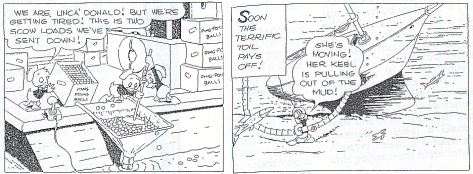 WE ARE, UNCA' DONALD! BUT WE'RE
GETTING TIRED! THIS IS TWO
SCOW LOADS WE'VE
SENT DOWN!
PING-PONG
BALLS
PING-PONG
BALLS
PING-PONG
BALLS
PING
PONG
BALLS
SOON
THE
TERRIFIC
TOIL
PAYS
OFF!
SHE'S
MOVING!
HER KEEL
IS PULLING
OUT OF THE
MUD!